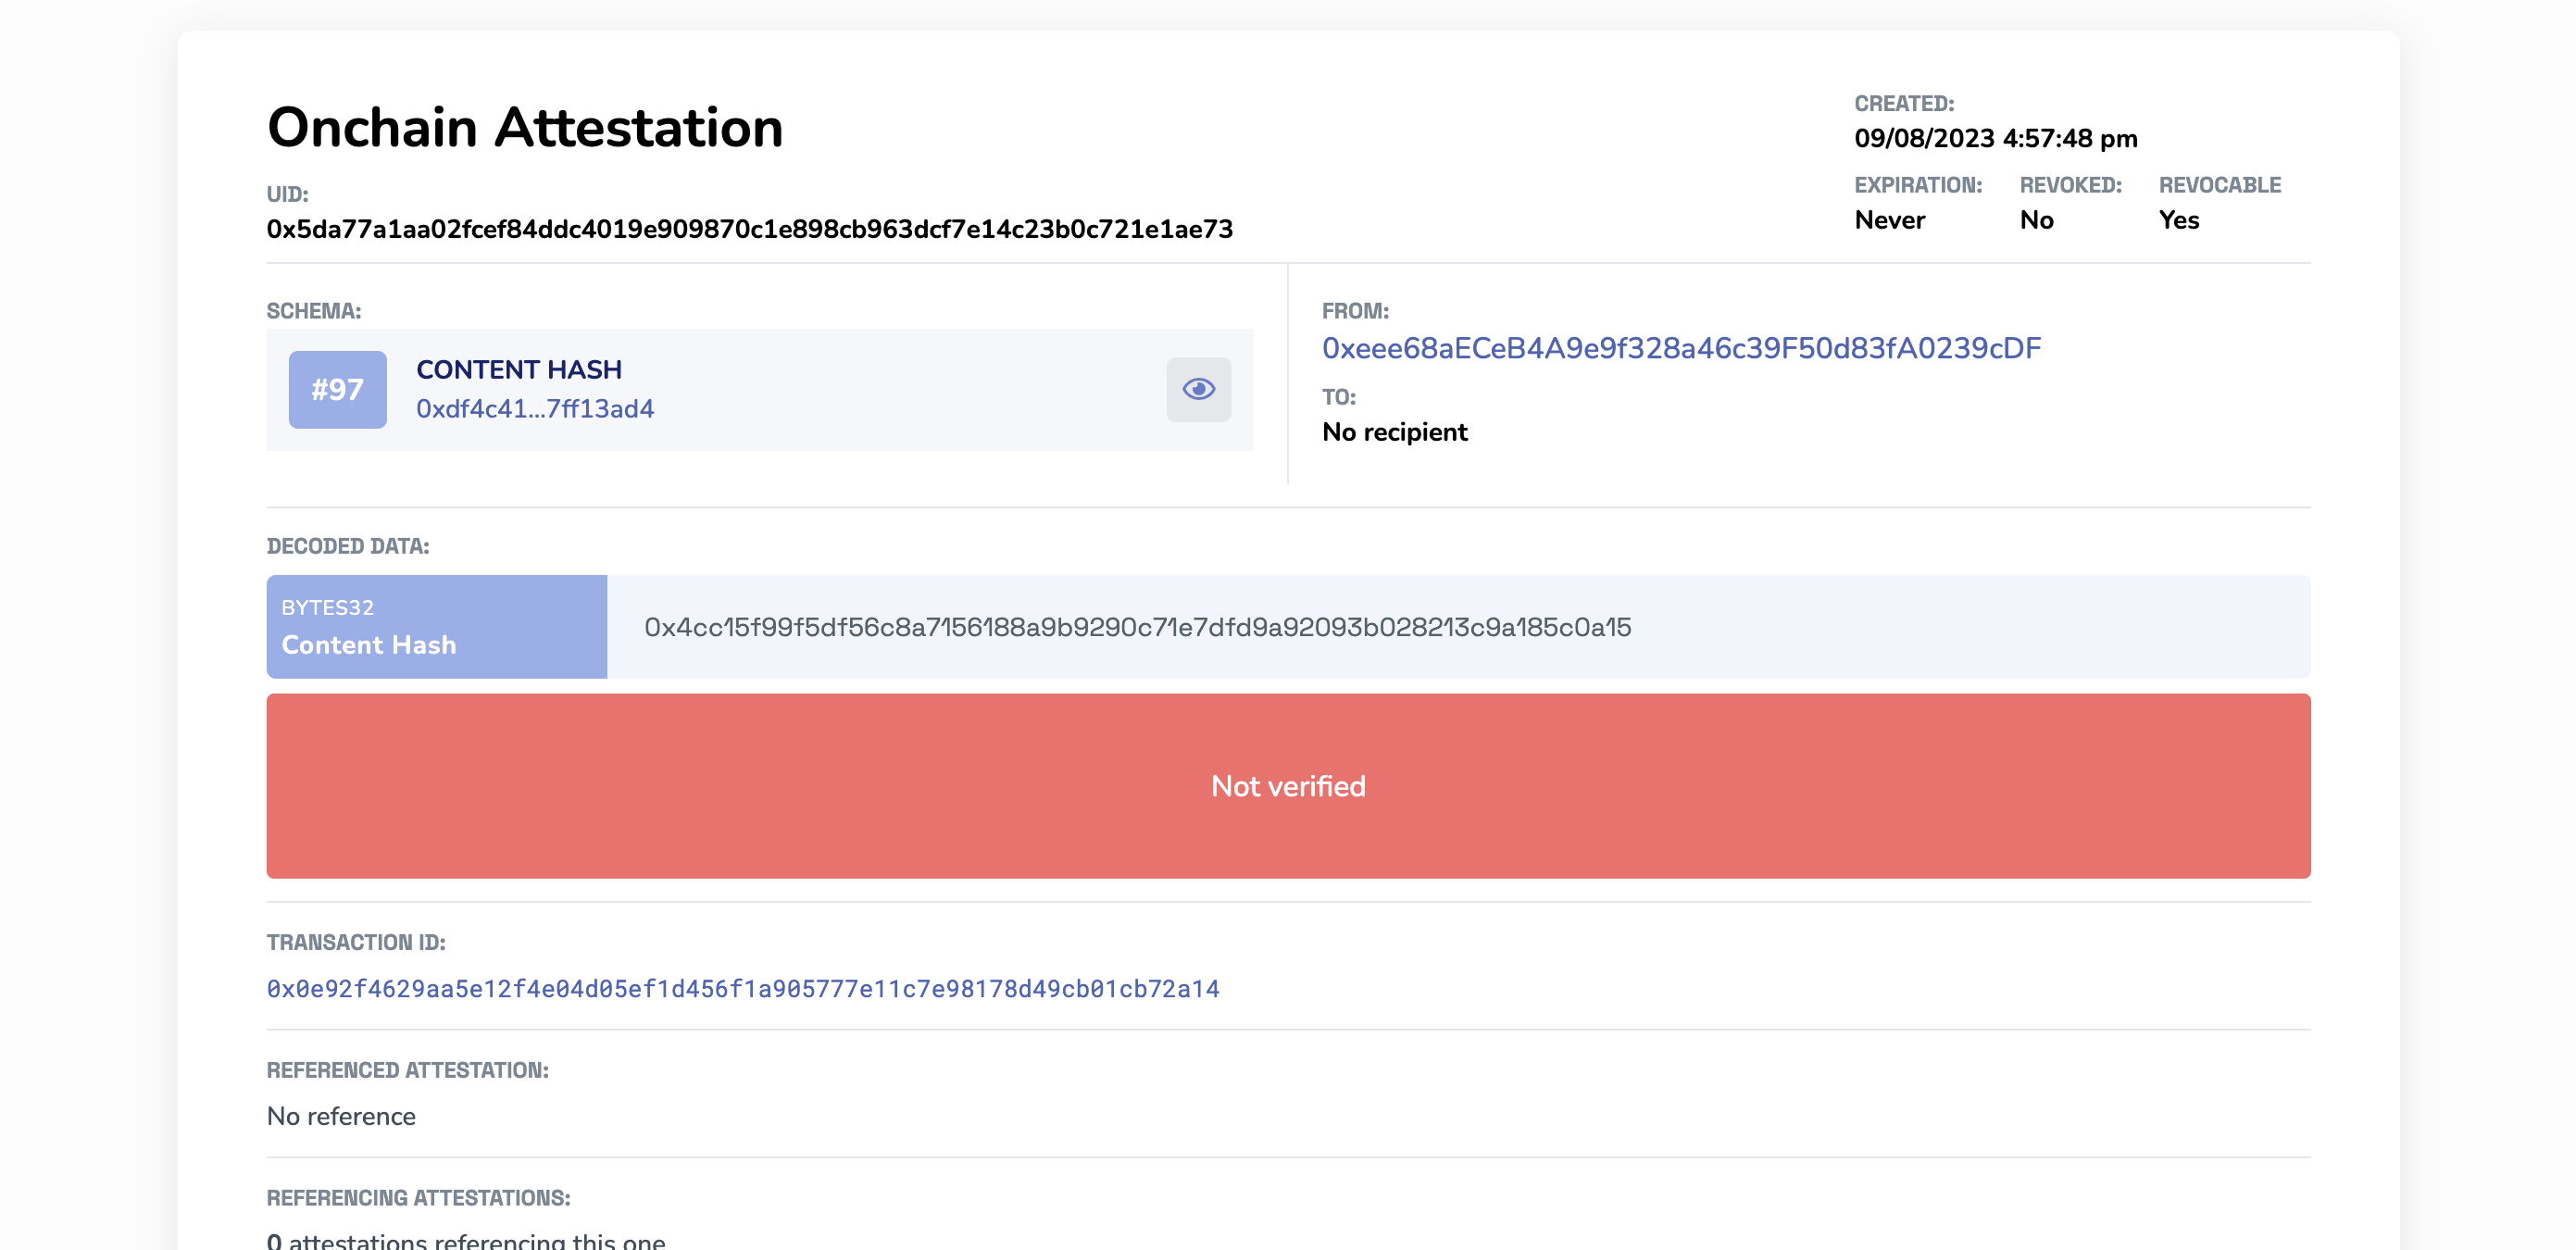 Onchain Attestation
UID:
0x5da77a1aa02fcef84ddc4019e909870c1e898cb963dcf7e14c23b0c721e1ae73
CREATED:
09/08/2023 4:57:48 pm
EXPIRATION: REVOKED: REVOCABLE
Never No Yes
SCHEMA:
#97
CONTENT HASH
0xdf4c41...7ff13ad4
FROM:
0xeee68aECeB4A9e9f328a46c39F50d83fA0239cDF
TO:
No recipient
DECODED DATA:
BYTES32
Content Hash
0x4cc15f99f5df56c8a7156188a9b9290c71e7dfd9a92093b028213c9a185c0a15
Not verified
TRANSACTION ID:
0x0e92f4629aa5e12f4e04d05ef1d456f1a905777e11c7e98178d49cb01cb72a14
REFERENCED ATTESTATION:
No reference
REFERENCING ATTESTATIONS:
0 attestations referencing this one